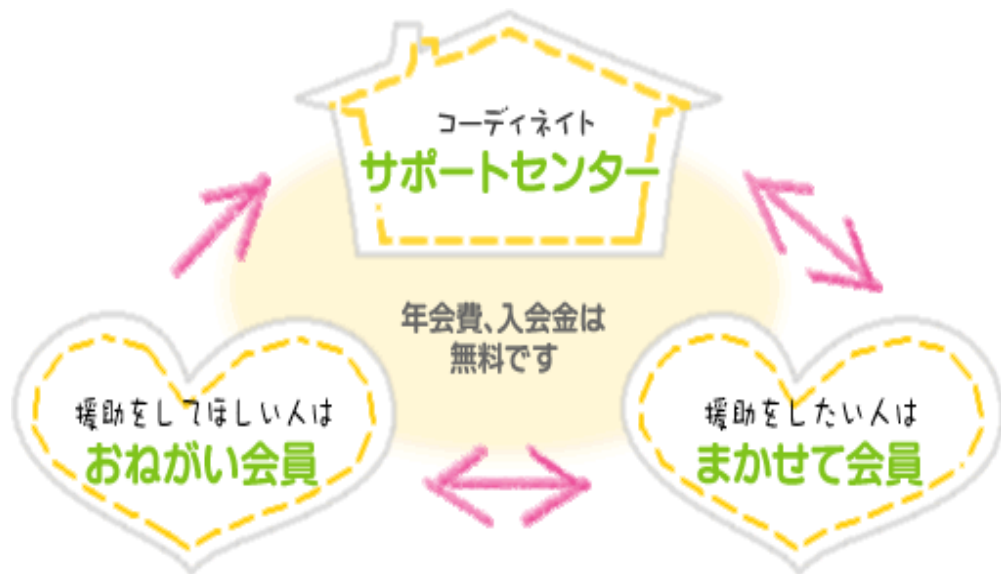 コーディネイト
サポートセンター
年会費、入会金は
無料です
援助をしてほしい人は
おねがい会員
援助をしたい人は
まかせて会員